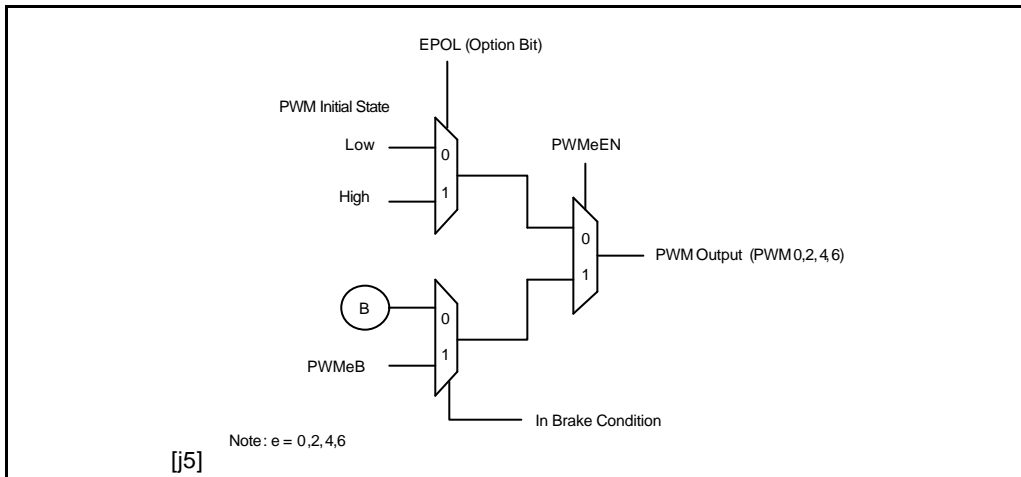 EPOL (Option Bit)
PWM Initial State
Low
0
PWMeEN
High
1
0
PWM Output (PWM 0,2,4,6)
1
B
0
PWMeB
1
In Brake Condition
Note: e = 0,2,4,6
[j5]